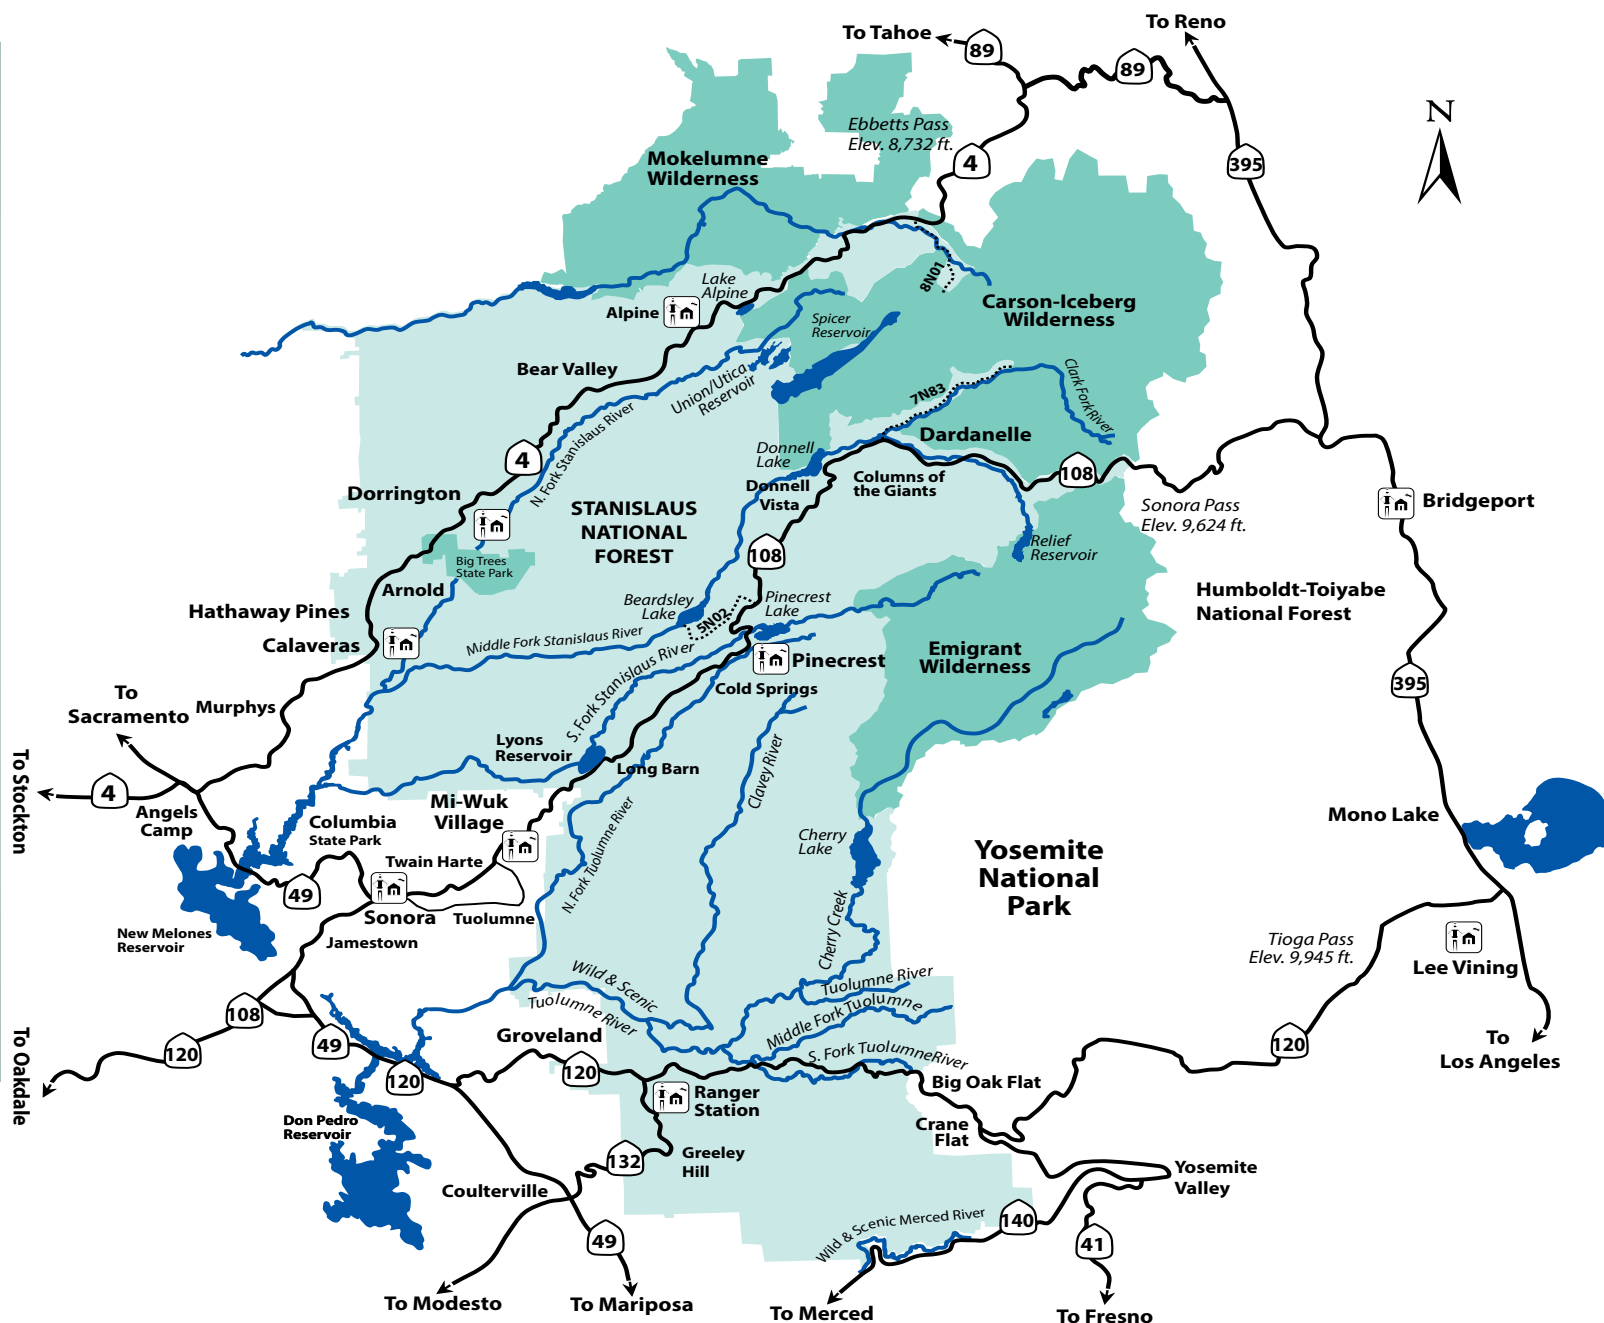 To Reno
To Tahoe
89
89
Ebbetts Pass
Elev. 8,732 ft.
N
4
395
Mokelumne
Wilderness
8N01
Lake
Alpine
Alpine
Carson-Iceberg
Wilderness
Spicer
Reservoir
Bear Valley
Union/Utica
Reservoir
7N83
Clark Fork River
N. Fork Stanislaus River
Dardanelle
4
Donnell
Lake
Donnell
Vista
Columns of
the Giants
108
Sonora Pass
Elev. 9,624 ft.
Bridgeport
Dorrington
STANISLAUS
NATIONAL
FOREST
108
Relief
Reservoir
Big Trees
State Park
Arnold
Humboldt-Toiyabe
National Forest
Hathaway Pines
Calaveras
Beardsley
Lake
5N02
Pinecrest
Lake
Middle Fork Stanislaus River
Emigrant
Wilderness
Pinecrest
S. Fork Stanislaus River
Cold Springs
395
To
Sacramento
Murphys
Lyons
Reservoir
Long Barn
Clavey River
To Stockton
4
Angels
Camp
Mi-Wuk
Village
Columbia
State Park
Mono Lake
Cherry
Lake
Yosemite
National
Park
Twain Harte
N. Fork Tuolumne River
49
Sonora
Tuolumne
Cherry Creek
New Melones
Reservoir
Jamestown
Tioga Pass
Elev. 9,945 ft.
Lee Vining
Wild & Scenic
Tuolumne River
Tuolumne River
Middle Fork Tuolumne
108
To Oakdale
120
49
Groveland
S. Fork Tuolumne River
120
To
Los Angeles
120
120
Big Oak Flat
Ranger
Station
Don Pedro
Reservoir
Crane
Flat
132
Greeley
Hill
Yosemite
Valley
Coulterville
Wild & Scenic Merced River
140
49
41
To Modesto
To Mariposa
To Merced
To Fresno